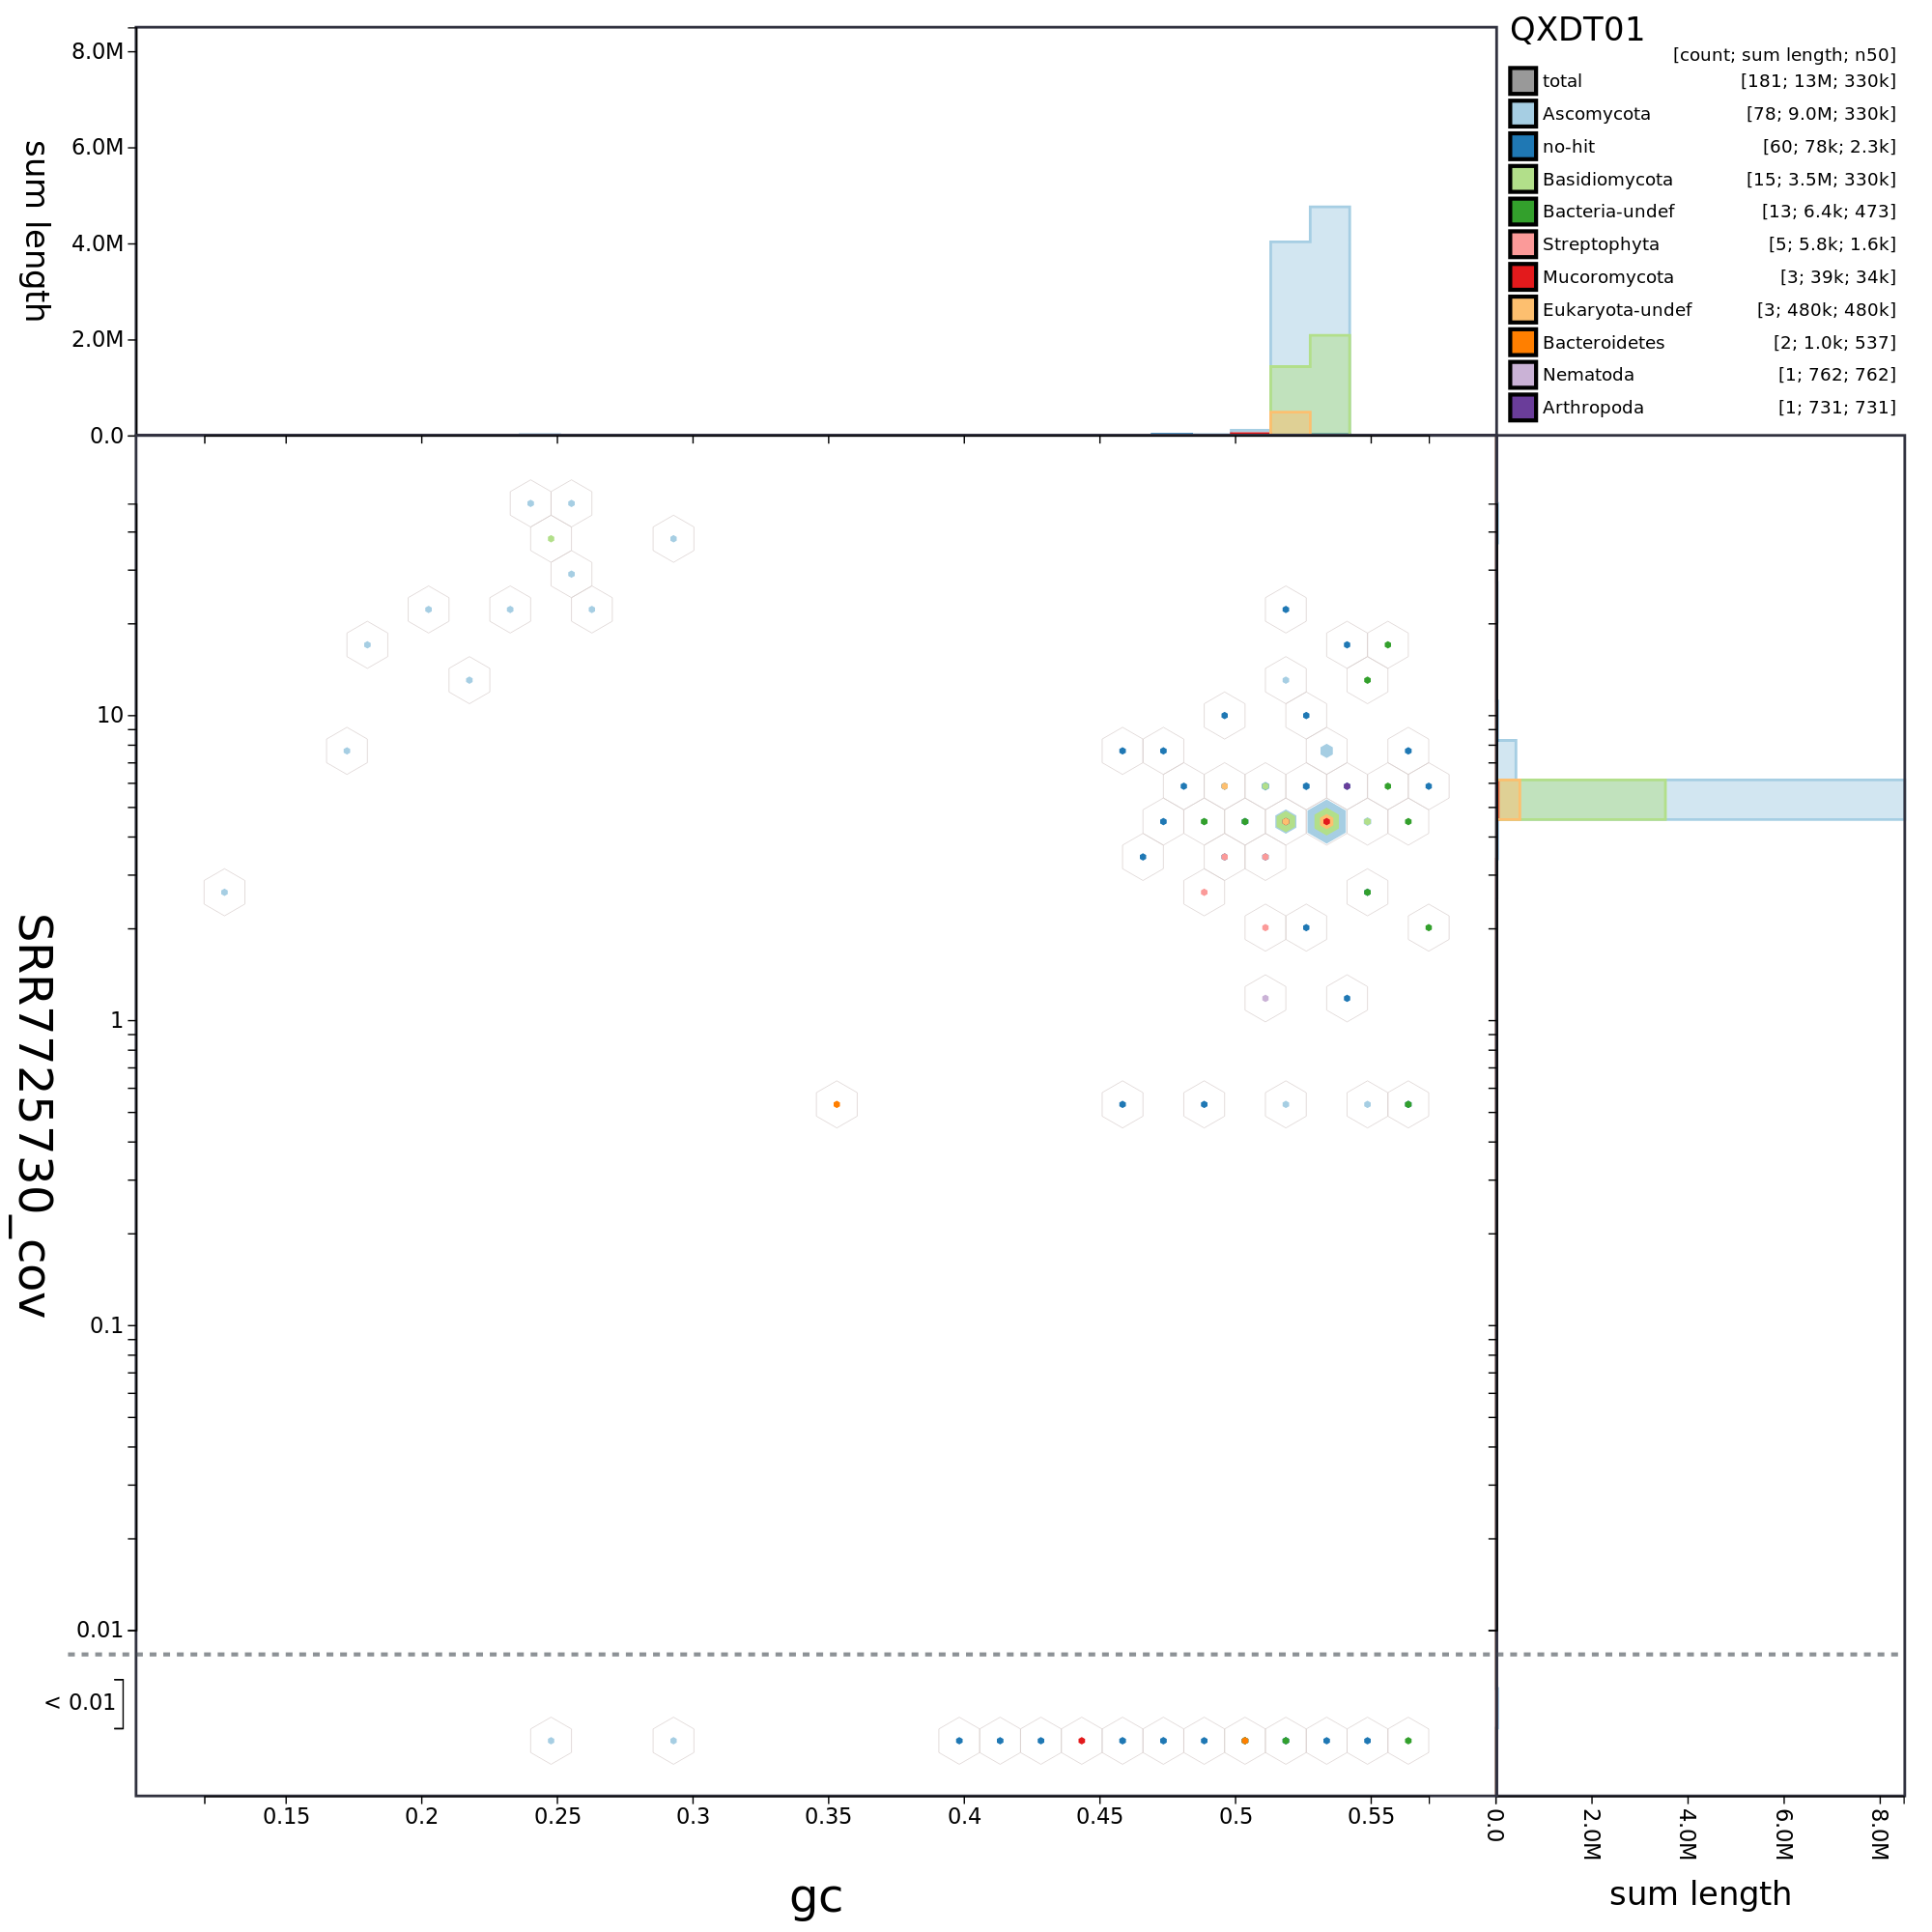 QXDT01
[count; sum length; n50]
total [181; 13M; 330k]
Ascomycota [78; 9.0M; 330k]
no-hit [60; 78k; 2.3k]
Basidiomycota [15; 3.5M; 330k]
Bacteria-undef [13; 6.4k; 473]
Streptophyta [5; 5.8k; 1.6k]
Mucoromycota [3; 39k; 34k]
Eukaryota-undef [3; 480k; 480k]
Bacteroidetes [2; 1.0k; 537]
Nematoda [1; 762; 762]
Arthropoda [1; 731; 731]
sum length
8.0M
6.0M
4.0M
2.0M
0.0
SRR7725730_cov
10
1
0.1
0.01
< 0.01
0.15 0.2 0.25 0.3 0.35 0.4 0.45 0.5 0.55
gc
0.0 2.0M 4.0M 6.0M 8.0M
sum length